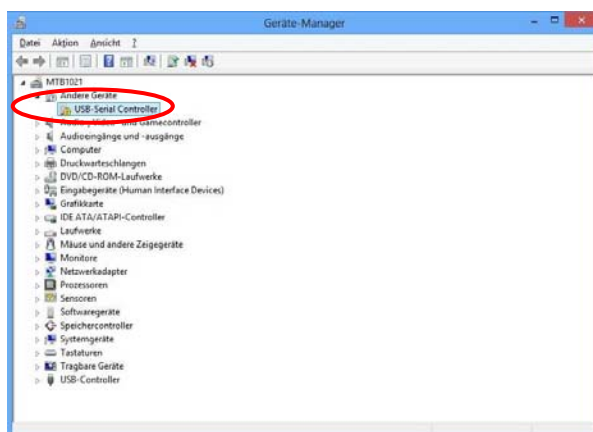 Geräte-Manager
Datei Aktion Ansicht ?
MTB1021
Andere Geräte
USB-Serial Controller
Audio-, Video- und Gamecontroller
Audioeingänge und -ausgänge
Computer
Druckwarteschlangen
DVD/CD-ROM-Laufwerke
Eingabegeräte (Human Interface Devices)
Grafikkarte
IDE ATA/ATAPI-Controller
Laufwerke
Mäuse und andere Zeigegeräte
Monitore
Netzwerkadapter
Prozessoren
Sensoren
Softwaregeräte
Speichercontroller
Systemgeräte
Tastaturen
Tragbare Geräte
USB-Controller